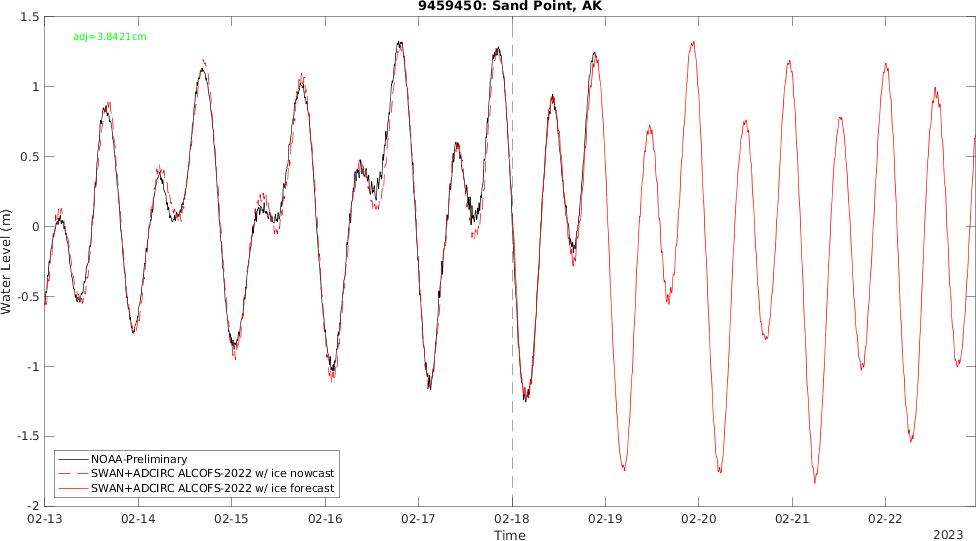 9459450: Sand Point, AK
adj=3.8421cm
1.5
1
0.5
0
-0.5
-1
-1.5
-2
Water Level (m)
NOAA-Preliminary
SWAN+ADCIRC ALCOFS-2022 w/ ice nowcast
SWAN+ADCIRC ALCOFS-2022 w/ ice forecast
02-13 02-14 02-15 02-16 02-17 02-18 02-19 02-20 02-21 02-22
Time
2023